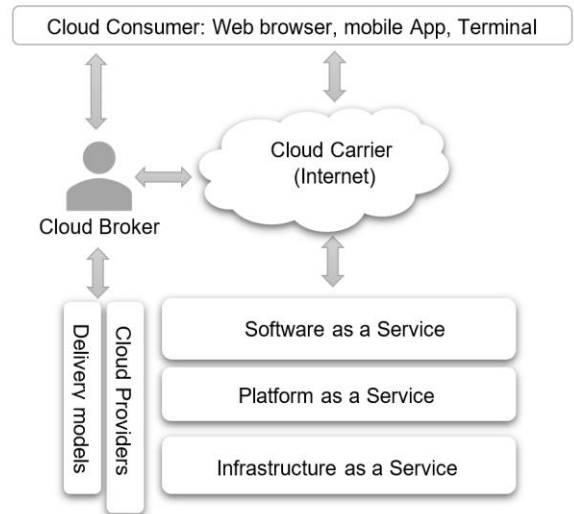 Cloud Consumer: Web browser, mobile App, Terminal
Cloud Carrier
(Internet)
Cloud Broker
Delivery models
Cloud Providers
Software as a Service
Platform as a Service
Infrastructure as a Service